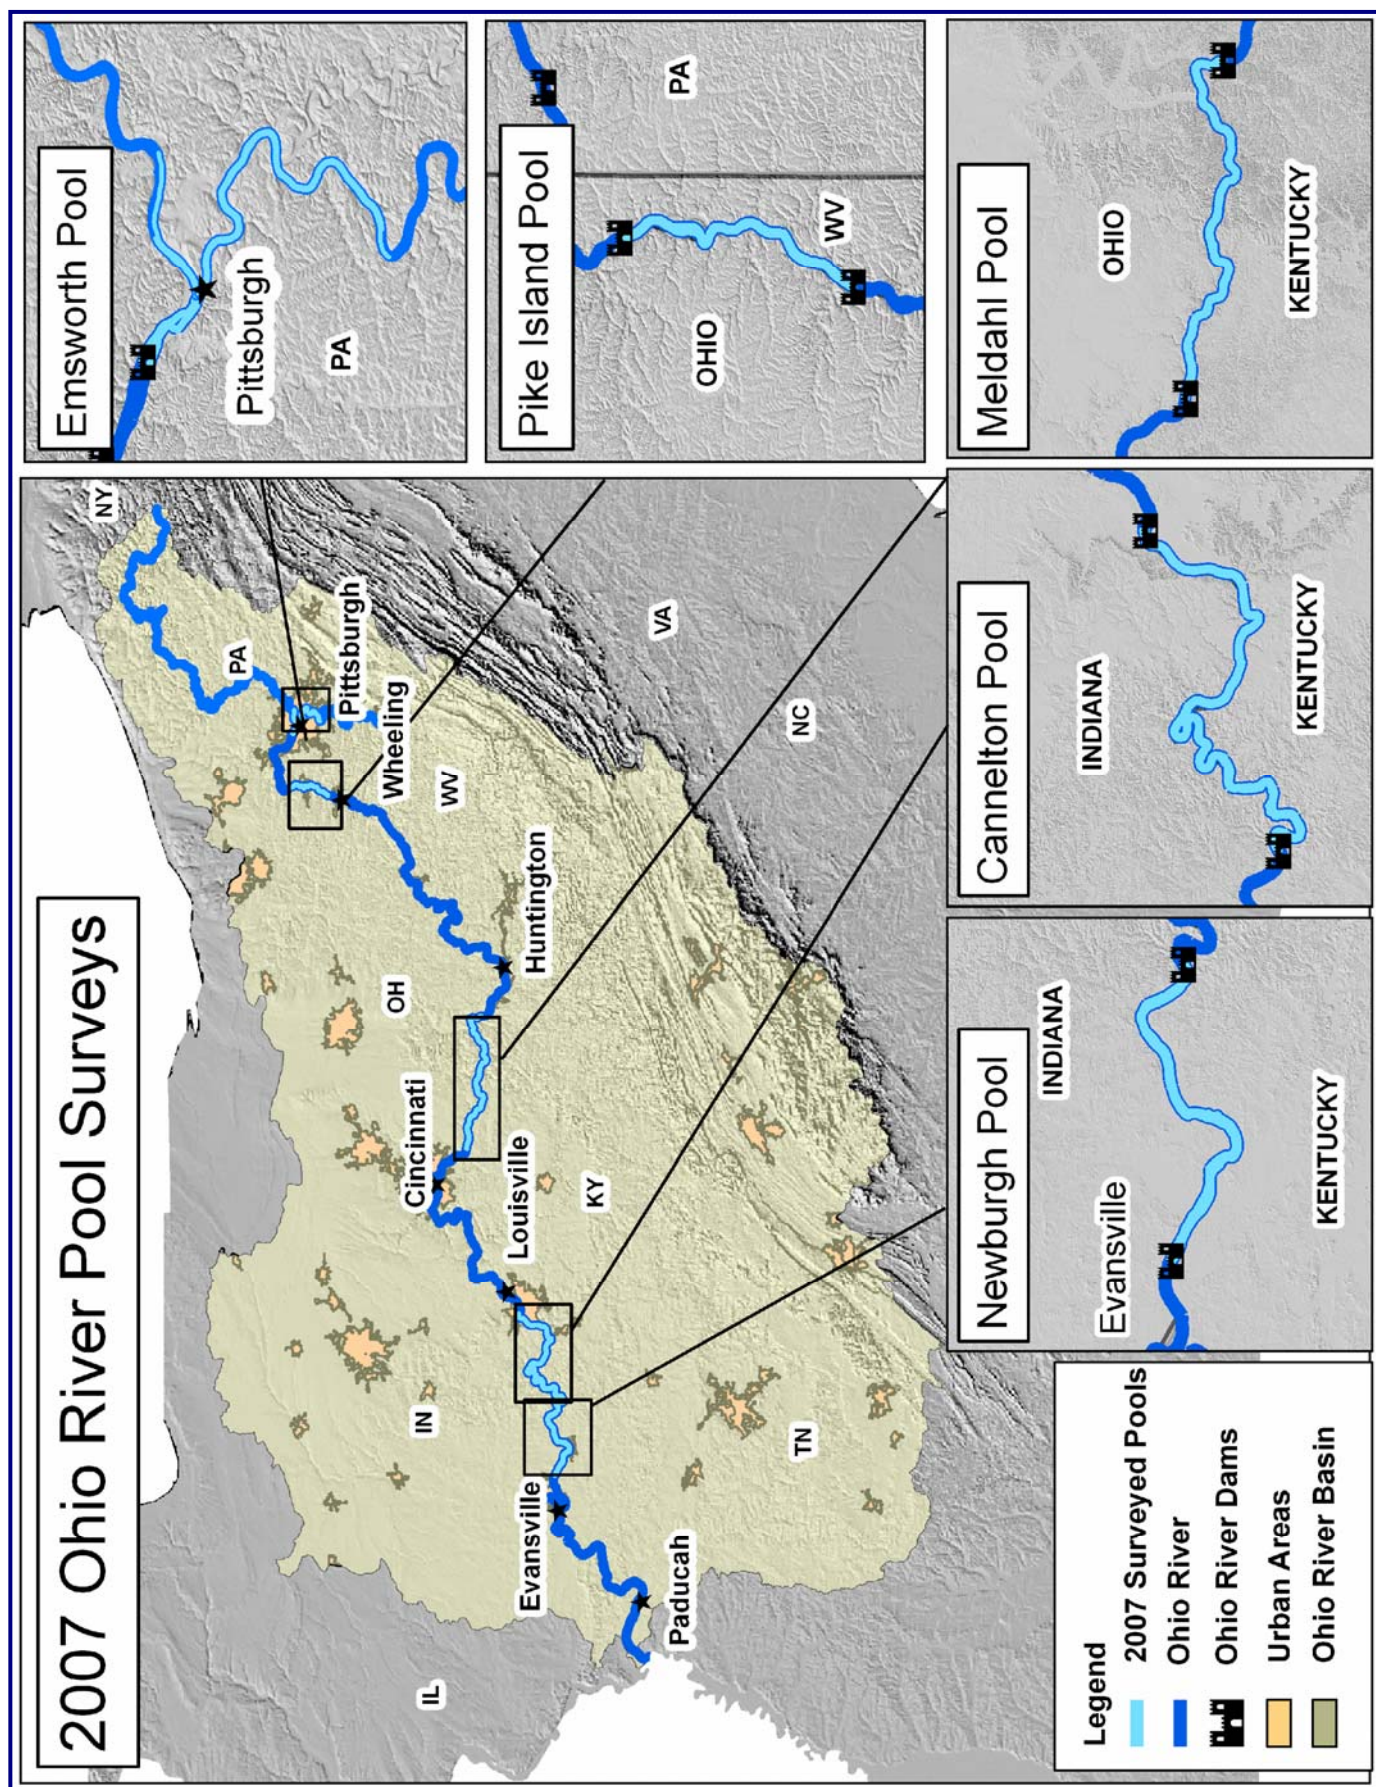 2007 Ohio River Pool Surveys
NY
PA
Pittsburgh
Wheeling
WV
VA
NC
OH
Huntington
Cincinnati
Louisville
KY
IN
TN
Evansville
Paducah
IL
Emsworth Pool
Pittsburgh
PA
Pike Island Pool
PA
OHIO
WV
Meldahl Pool
OHIO
KENTUCKY
Cannelton Pool
INDIANA
KENTUCKY
Newburgh Pool
INDIANA
Evansville
KENTUCKY
Legend
2007 Surveyed Pools
Ohio River
Ohio River Dams
Urban Areas
Ohio River Basin